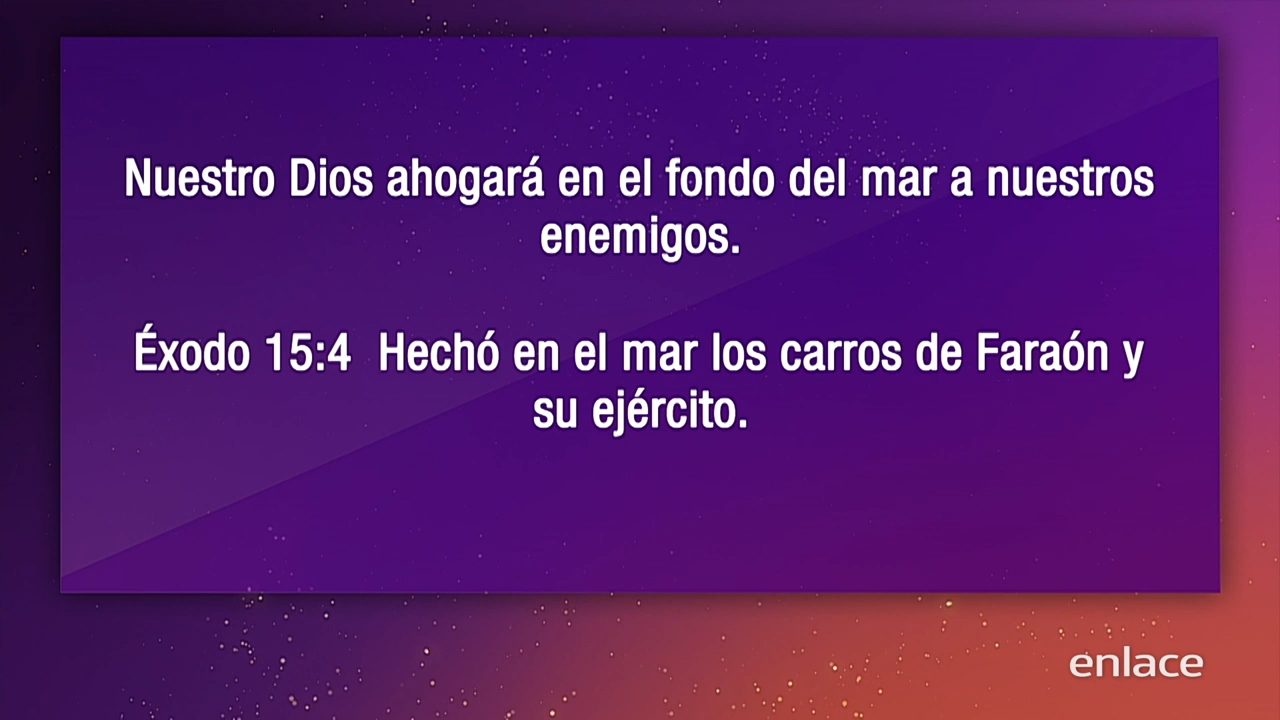 Nuestro Dios ahogará en el fondo del mar a nuestros
enemigos.
Éxodo 15:4  Hechó en el mar los carros de Faraón y
su ejército.
enlace